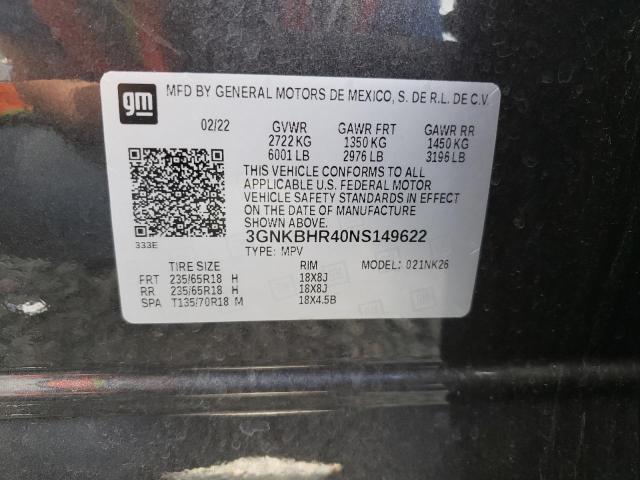 gm MFD BY GENERAL MOTORS DE MEXICO, S. DE R.L. DE C.V.
02/22 GVWR GAWR FRT GAWR RR
2722 KG 1350 KG 1450 KG
6001 LB 2976 LB 3196 LB
THIS VEHICLE CONFORMS TO ALL
APPLICABLE U.S. FEDERAL MOTOR
VEHICLE SAFETY STANDARDS IN EFFECT
ON THE DATE OF MANUFACTURE
SHOWN ABOVE.
333E
3GNKBHR40NS149622
TYPE: MPV MODEL: 021NK26
TIRE SIZE RIM
FRT 235/65R18 H 18X8J
RR 235/65R18 H 18X8J
SPA T135/70R18 M 18X4.5B